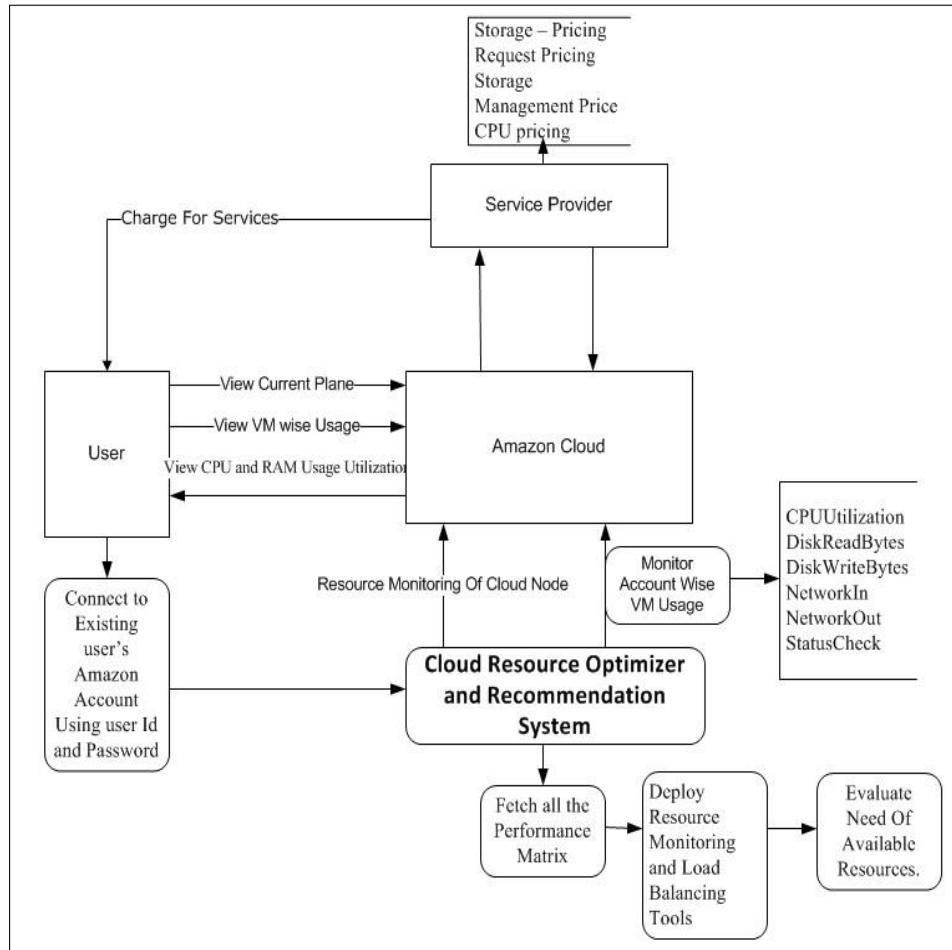 Storage – Pricing
Request Pricing
Storage
Management Price
CPU pricing
Service Provider
Charge For Services
View Current Plane
View VM wise Usage
User
Amazon Cloud
View CPU and RAM Usage Utilization
CPUUtilization
DiskReadBytes
DiskWriteBytes
NetworkIn
NetworkOut
StatusCheck
Monitor
Account Wise
VM Usage
Resource Monitoring Of Cloud Node
Connect to
Existing
user's
Amazon
Account
Using user Id
and Password
Cloud Resource Optimizer
and Recommendation
System
Fetch all the
Performance
Matrix
Deploy
Resource
Monitoring
and Load
Balancing
Tools
Evaluate
Need Of
Available
Resources.